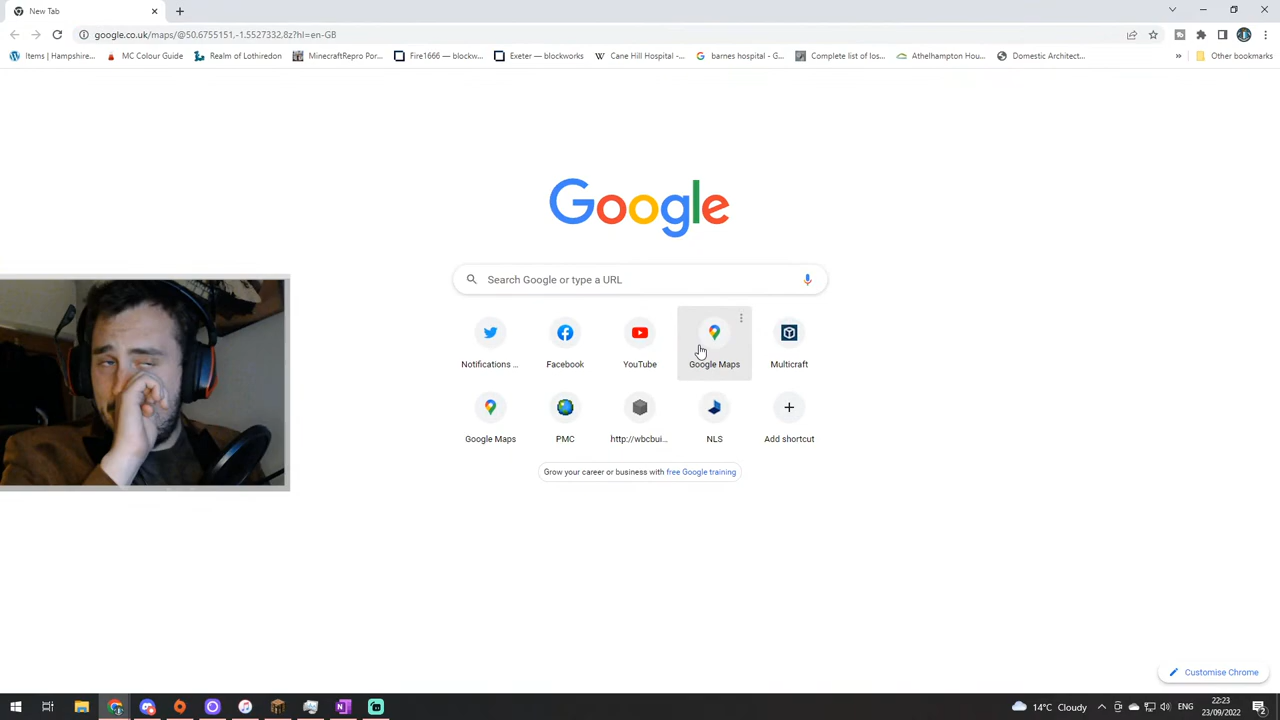 New Tab
google.co.uk/maps/@50.6755151,-1.5527332,8z?hl=en-GB
Items | Hampshire... MC Colour Guide Realm of Lothiredon MinecraftRepro Por... Fire1666 — blockw... Exeter — blockworks Cane Hill Hospital -... barnes hospital - G... Complete list of los... Athelhampton Hou... Domestic Architect... » Other bookmarks
Google
Search Google or type a URL
Notifications ... Facebook YouTube Google Maps Multicraft
Google Maps PMC http://wbcbui... NLS Add shortcut
Grow your career or business with free Google training
Customise Chrome
14°C Cloudy ENG 22:23
23/09/2022